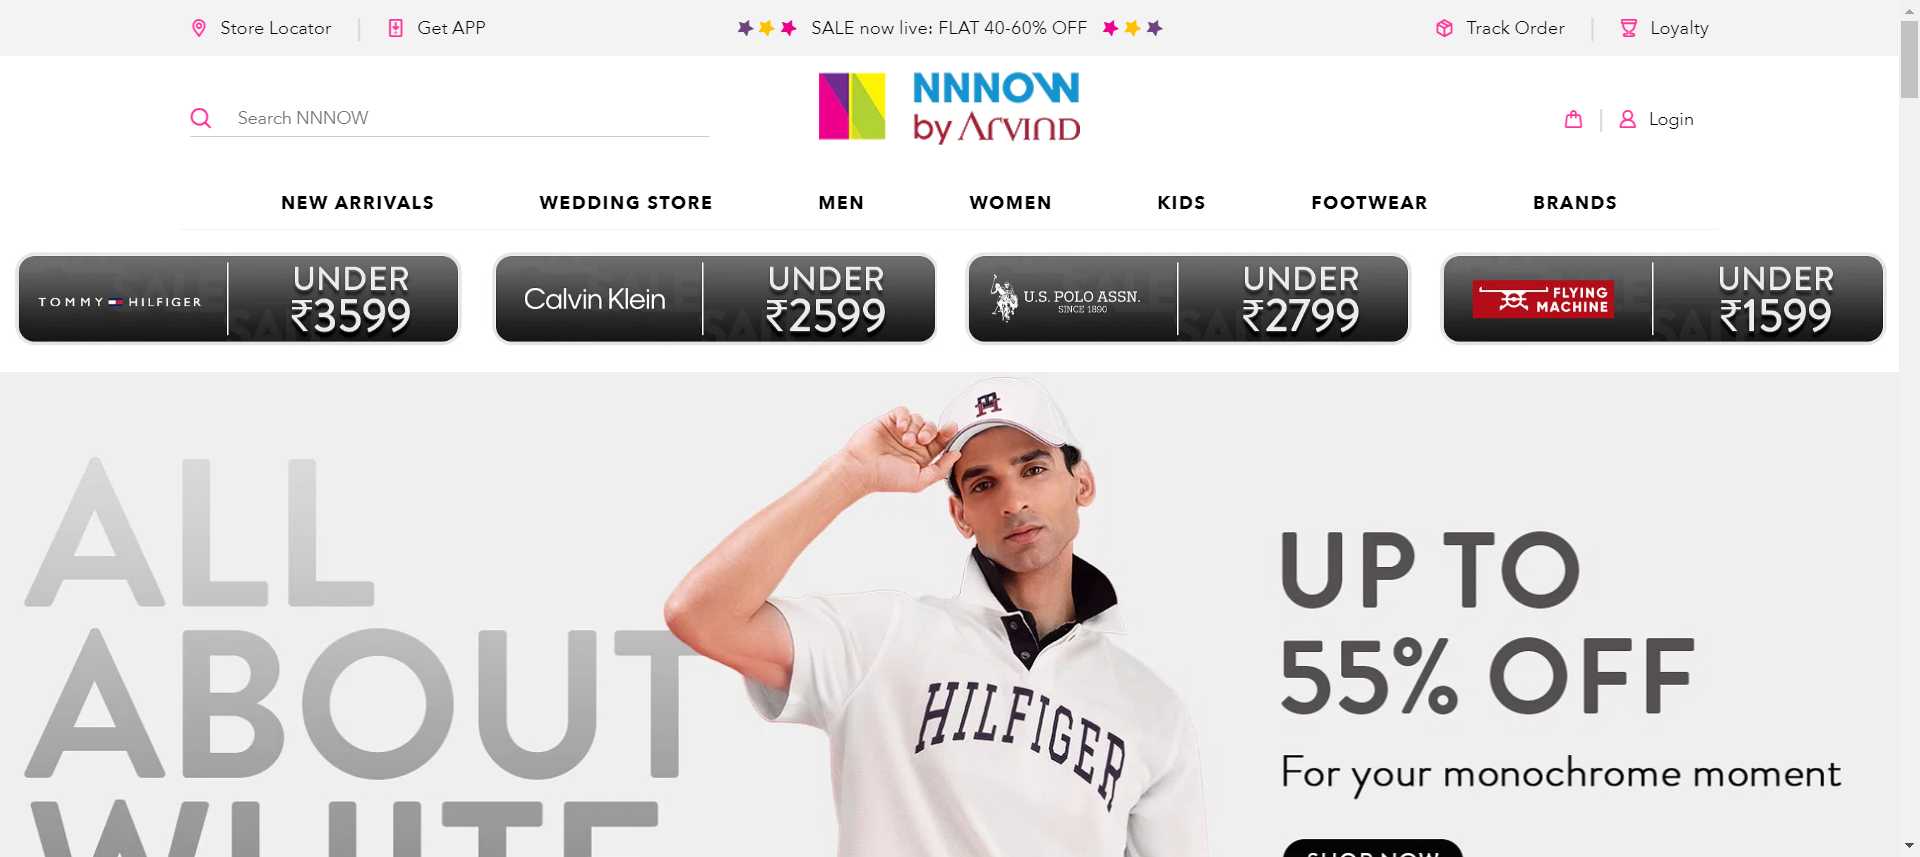 Store Locator
Get APP
SALE now live: FLAT 40-60% OFF
Track Order
Loyalty
Search NNNOW
NNNOW
by ARVIND
Login
NEW ARRIVALS
WEDDING STORE
MEN
WOMEN
KIDS
FOOTWEAR
BRANDS
TOMMY HILFIGER
UNDER
₹3599
Calvin Klein
UNDER
₹2599
U.S. POLO ASSN.
SINCE 1890
UNDER
₹2799
FLYING
MACHINE
UNDER
₹1599
ALL
ABOUT
WHITE
HILFIGER
UP TO
55% OFF
For your monochrome moment
SHOP NOW